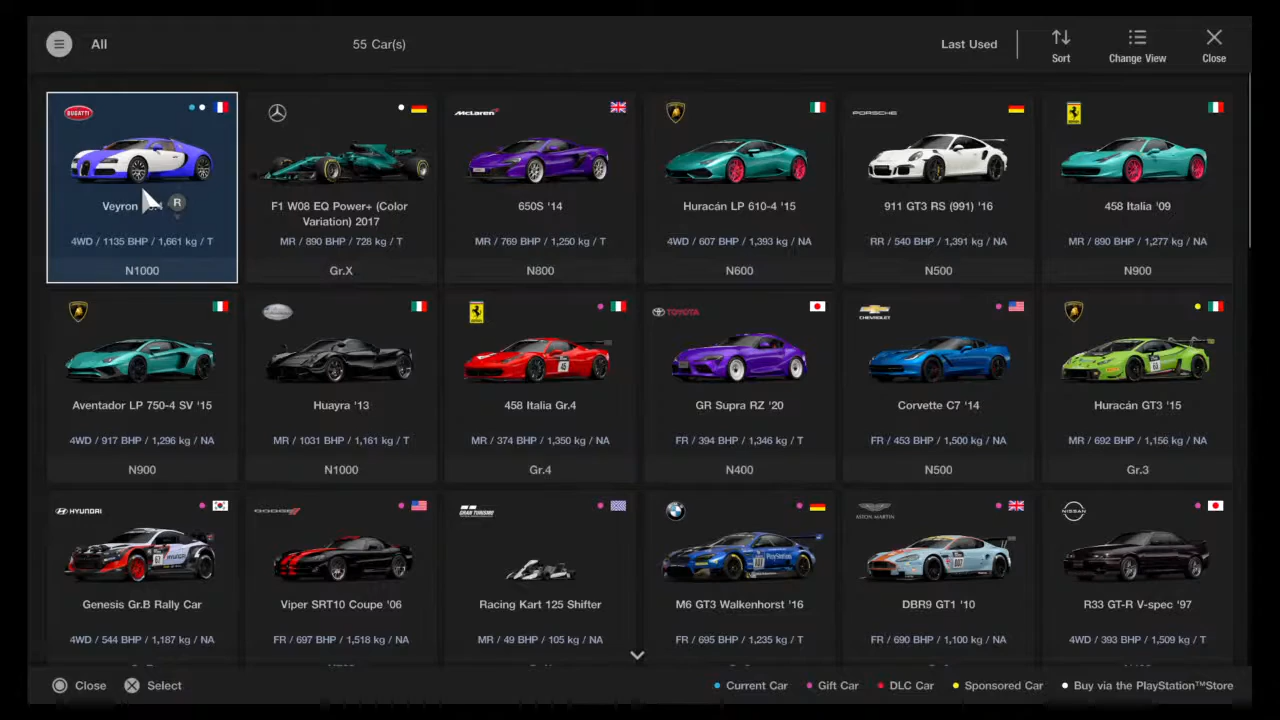 All
55 Car(s)
Last Used
Sort
Change View
Close
BUGATTI
McLaren
PORSCHE
R
Veyron
F1 W08 EQ Power+ (Color
Variation) 2017
650S '14
Huracán LP 610-4 '15
911 GT3 RS (991) '16
458 Italia '09
4WD / 1135 BHP / 1,661 kg / T
MR / 890 BHP / 728 kg / T
MR / 769 BHP / 1,250 kg / T
4WD / 607 BHP / 1,393 kg / NA
RR / 540 BHP / 1,391 kg / NA
MR / 890 BHP / 1,277 kg / NA
N1000
Gr.X
N800
N600
N500
N900
TOYOTA
CHEVROLET
Aventador LP 750-4 SV '15
Huayra '13
458 Italia Gr.4
GR Supra RZ '20
Corvette C7 '14
Huracán GT3 '15
4WD / 917 BHP / 1,296 kg / NA
MR / 1031 BHP / 1,161 kg / T
MR / 374 BHP / 1,350 kg / NA
FR / 394 BHP / 1,346 kg / T
FR / 453 BHP / 1,500 kg / NA
MR / 692 BHP / 1,156 kg / NA
N900
N1000
Gr.4
N400
N500
Gr.3
HYUNDAI
DODGE
GRAN TURISMO
ASTON MARTIN
Genesis Gr.B Rally Car
Viper SRT10 Coupe '06
Racing Kart 125 Shifter
M6 GT3 Walkenhorst '16
DBR9 GT1 '10
R33 GT-R V-spec '97
4WD / 544 BHP / 1,187 kg / NA
FR / 697 BHP / 1,518 kg / NA
MR / 49 BHP / 105 kg / NA
FR / 695 BHP / 1,235 kg / T
FR / 690 BHP / 1,100 kg / NA
4WD / 393 BHP / 1,509 kg / T
Close
Select
Current Car
Gift Car
DLC Car
Sponsored Car
Buy via the PlayStation™Store